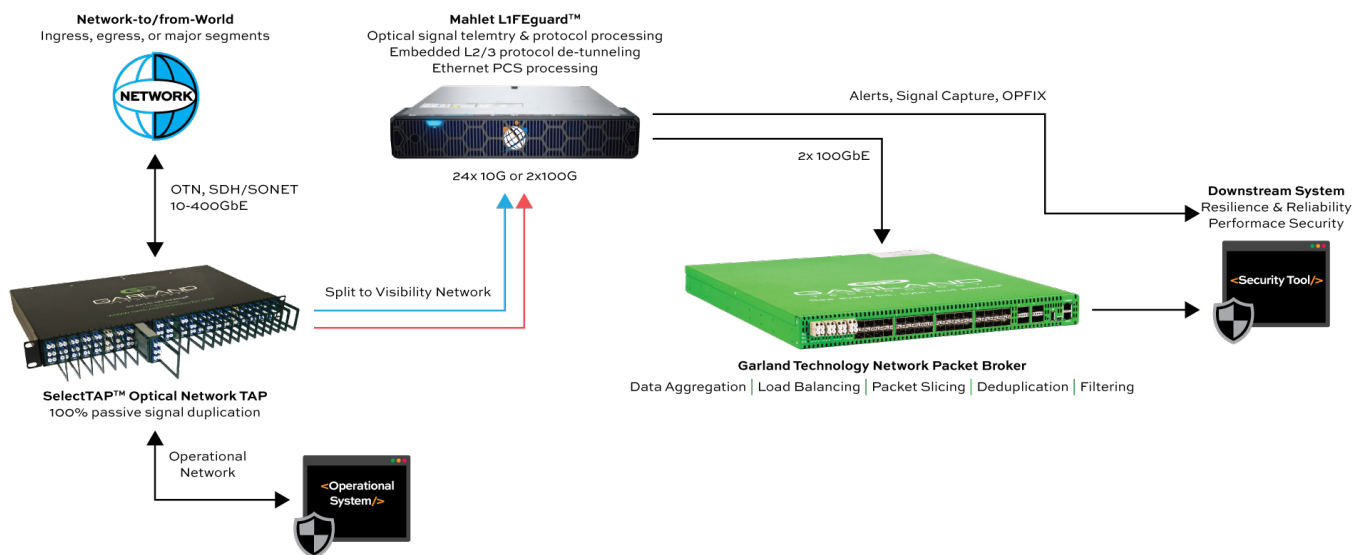 Network-to/from-World
Ingress, egress, or major segments
NETWORK
Mahlet L1FEguard™
Optical signal telemtry & protocol processing
Embedded L2/3 protocol de-tunneling
Ethernet PCS processing
24x 10G or 2x100G
Alerts, Signal Capture, OPFIX
2x 100GbE
OTN, SDH/SONET
10-400GbE
Downstream System
Resilience & Reliability
Performace Security
<Security Tool/>
Split to Visibility Network
GARLAND
GARLAND
Garland Technology Network Packet Broker
Data Aggregation | Load Balancing | Packet Slicing | Deduplication | Filtering
SelectTAP™ Optical Network TAP
100% passive signal duplication
Operational
Network
<Operational
System/>